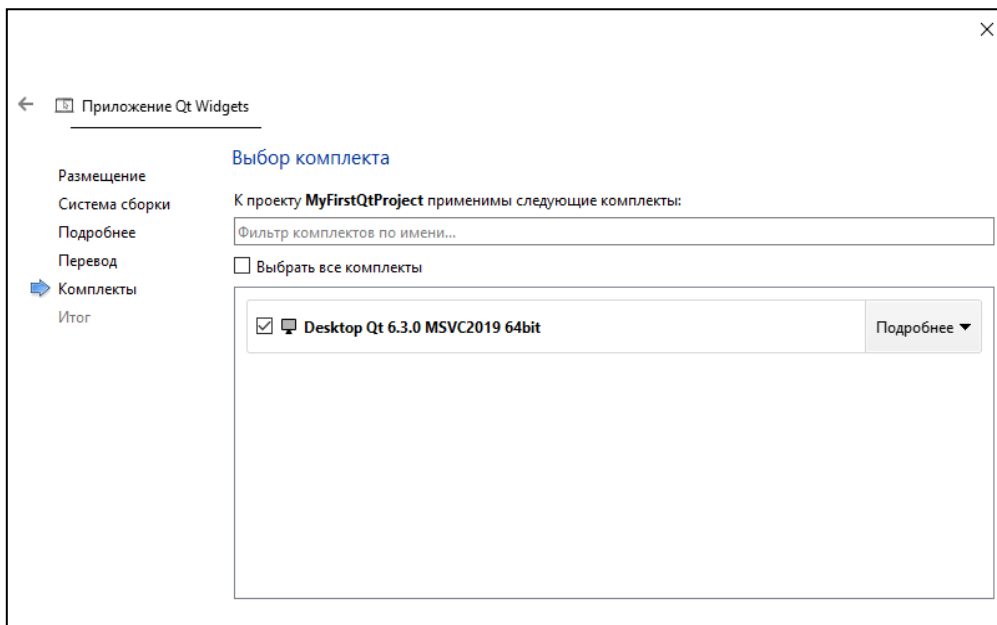 Приложение Qt Widgets
Размещение
Система сборки
Подробнее
Перевод
Комплекты
Итог
Выбор комплекта
К проекту MyFirstQtProject применимы следующие комплекты:
Фильтр комплектов по имени...
Выбрать все комплекты
Desktop Qt 6.3.0 MSVC2019 64bit
Подробнее